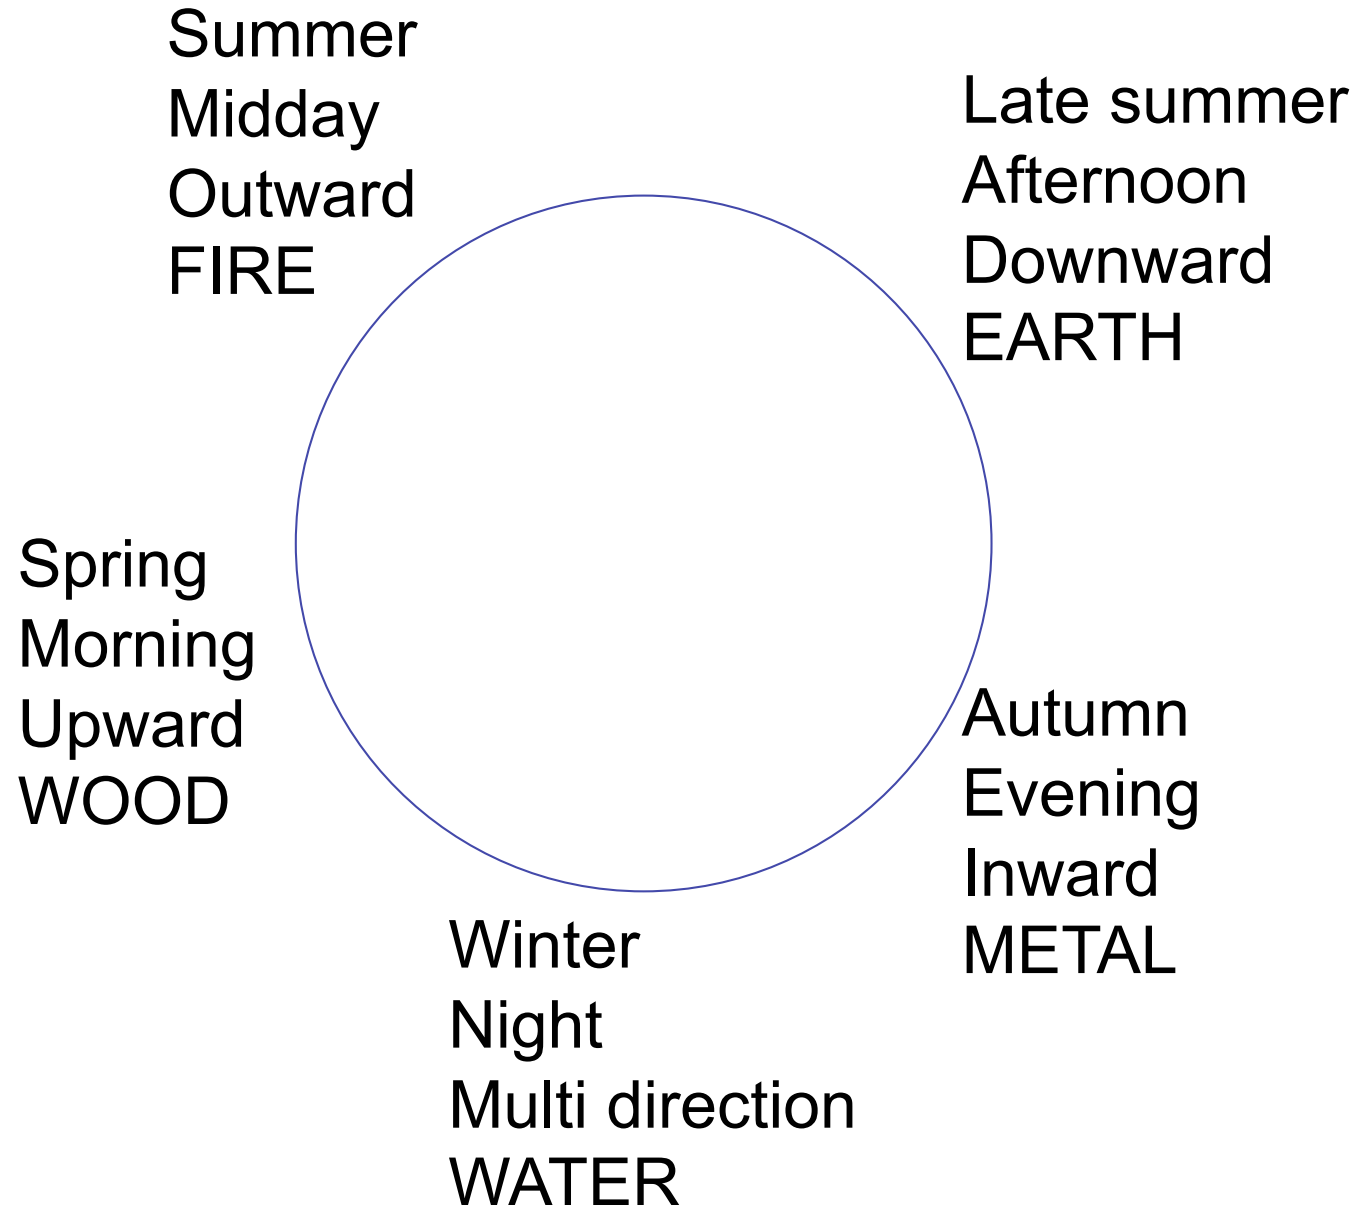 Summer
Midday
Outward
FIRE
Late summer
Afternoon
Downward
EARTH
Spring
Morning
Upward
WOOD
Autumn
Evening
Inward
METAL
Winter
Night
Multi direction
WATER